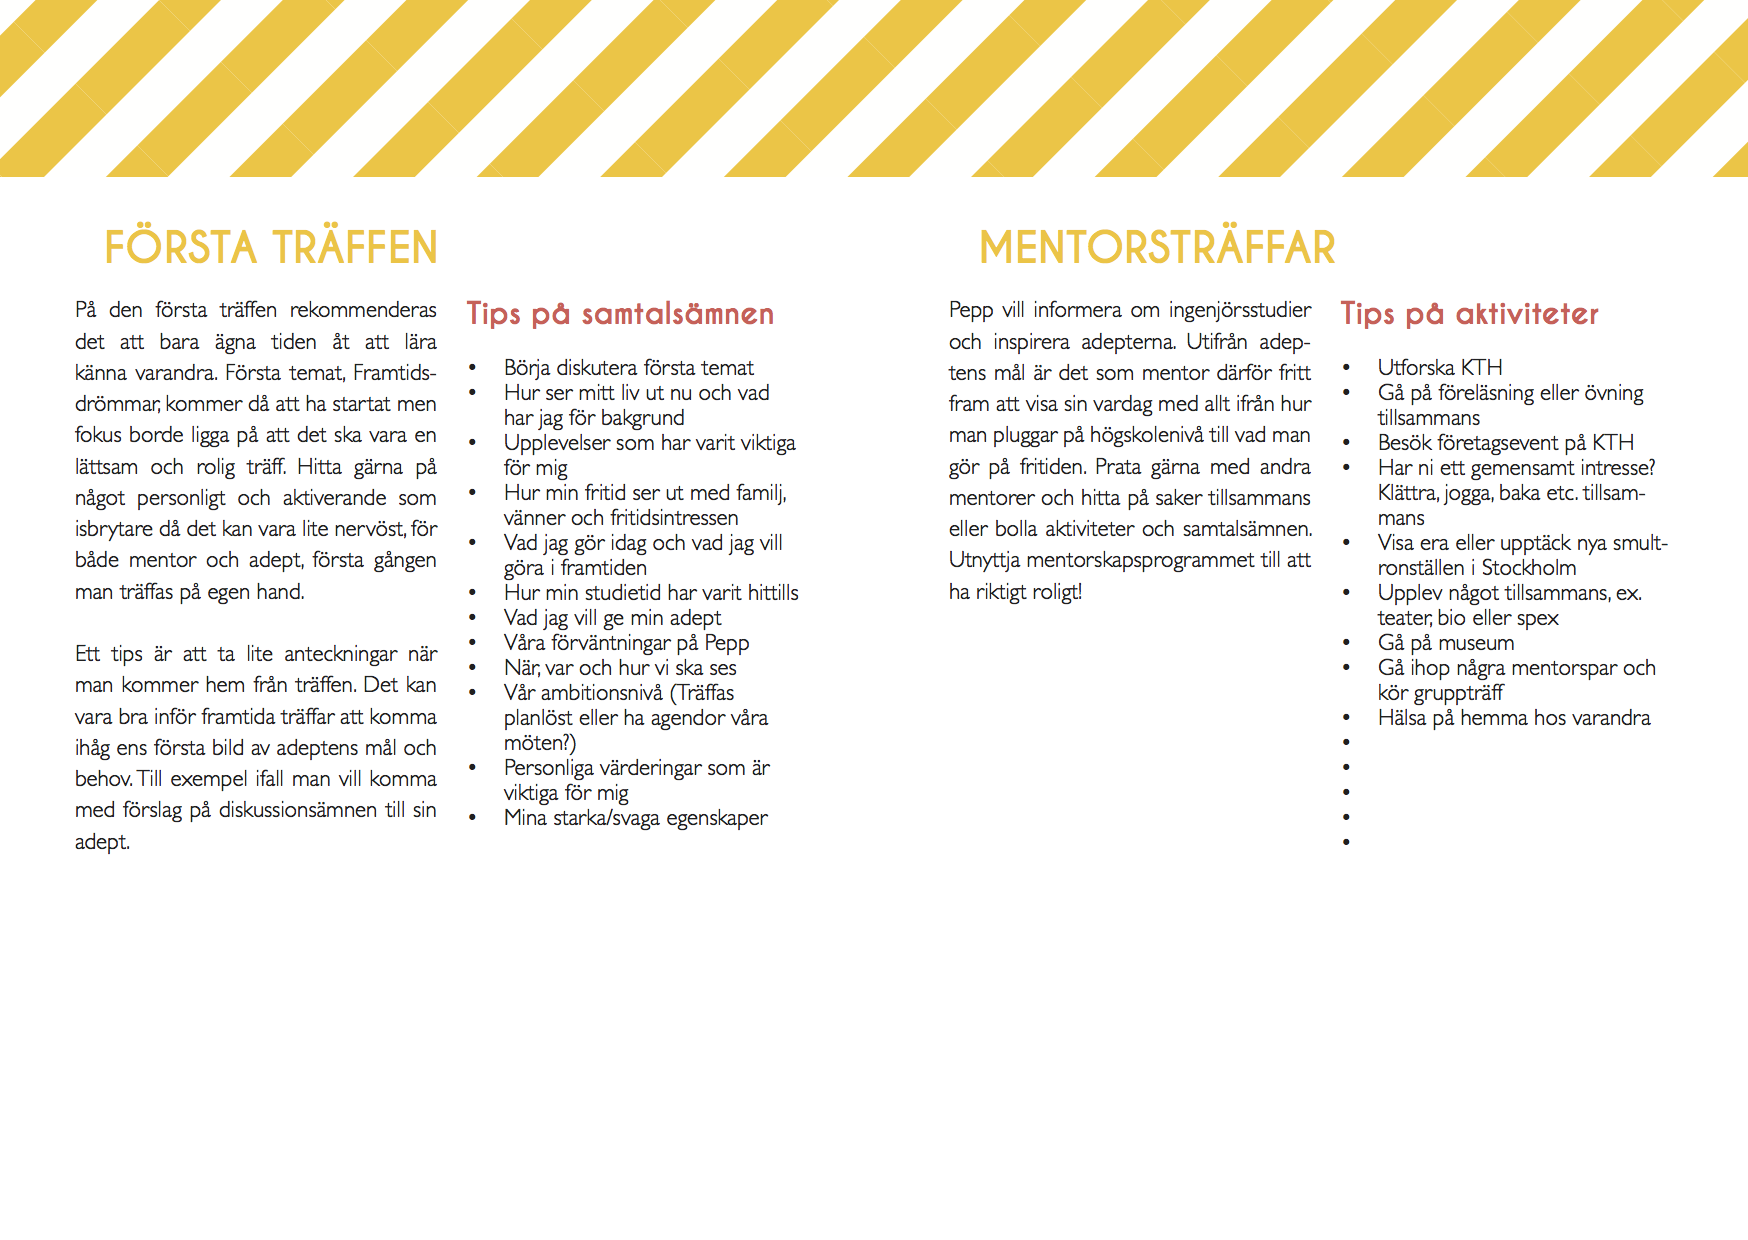 FÖRSTA TRÄFFEN
På den första träffen rekommenderas
det att bara ägna tiden åt att lära
känna varandra. Första temat, Framtids-
drömmar, kommer då att ha startat men
fokus borde ligga på att det ska vara en
lättsam och rolig träff. Hitta gärna på
något personligt och aktiverande som
isbrytare då det kan vara lite nervöst, för
både mentor och adept, första gången
man träffas på egen hand.
Ett tips är att ta lite anteckningar när
man kommer hem från träffen. Det kan
vara bra inför framtida träffar att komma
ihåg ens första bild av adeptens mål och
behov. Till exempel ifall man vill komma
med förslag på diskussionsämnen till sin
adept.
Tips på samtalsämnen
• Börja diskutera första temat
• Hur ser mitt liv ut nu och vad
har jag för bakgrund
• Upplevelser som har varit viktiga
för mig
• Hur min fritid ser ut med familj,
vänner och fritidsintressen
• Vad jag gör idag och vad jag vill
göra i framtiden
• Hur min studietid har varit hittills
• Vad jag vill ge min adept
• Våra förväntningar på Pepp
• När, var och hur vi ska ses
• Vår ambitionsnivå (Träffas
planlöst eller ha agendor våra
möten?)
• Personliga värderingar som är
viktiga för mig
• Mina starka/svaga egenskaper
MENTORSTRÄFFAR
Pepp vill informera om ingenjörsstudier
och inspirera adepterna. Utifrån adep-
tens mål är det som mentor därför fritt
fram att visa sin vardag med allt ifrån hur
man pluggar på högskolenivå till vad man
gör på fritiden. Prata gärna med andra
mentorer och hitta på saker tillsammans
eller bolla aktiviteter och samtalsämnen.
Utnyttja mentorskapsprogrammet till att
ha riktigt roligt!
Tips på aktiviteter
• Utforska KTH
• Gå på föreläsning eller övning
tillsammans
• Besök företagsevent på KTH
• Har ni ett gemensamt intresse?
Klättra, jogga, baka etc. tillsam-
mans
• Visa era eller upptäck nya smult-
ronställen i Stockholm
• Upplev något tillsammans, ex.
teater, bio eller spex
• Gå på museum
• Gå ihop några mentorspar och
kör gruppträff
• Hälsa på hemma hos varandra
•
•
•
•
•